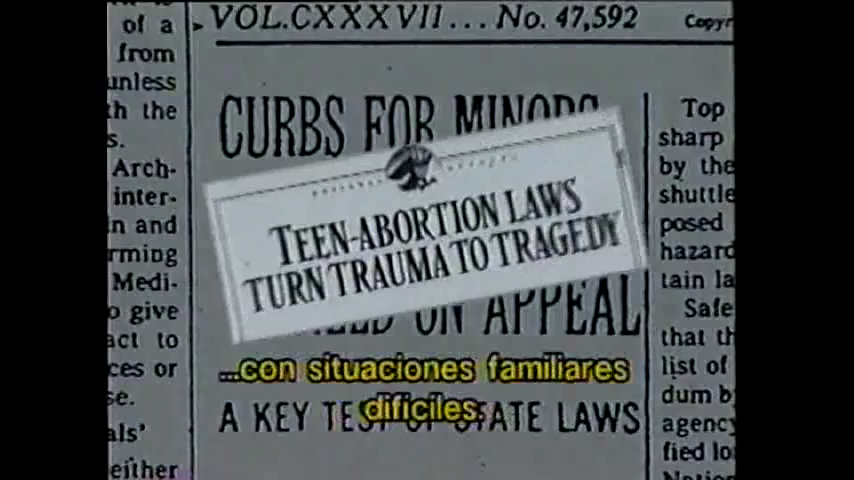 VOL.CXXXVII... No. 47,592
of a
from
unless
th the
s.
Arch-
inter-
n and
rming
Medi-
o give
act to
ces or
se.
als'
either
CURBS FOR MINORS
TEEN-ABORTION LAWS
TURN TRAUMA TO TRAGEDY
ON APPEAL
A KEY TEST OF STATE LAWS
...con situaciones familiares
dificiles.
Top
sharp
by the
shuttle
posed
hazard
tain la
Safe
that th
list of
dum b
agency
fied lo